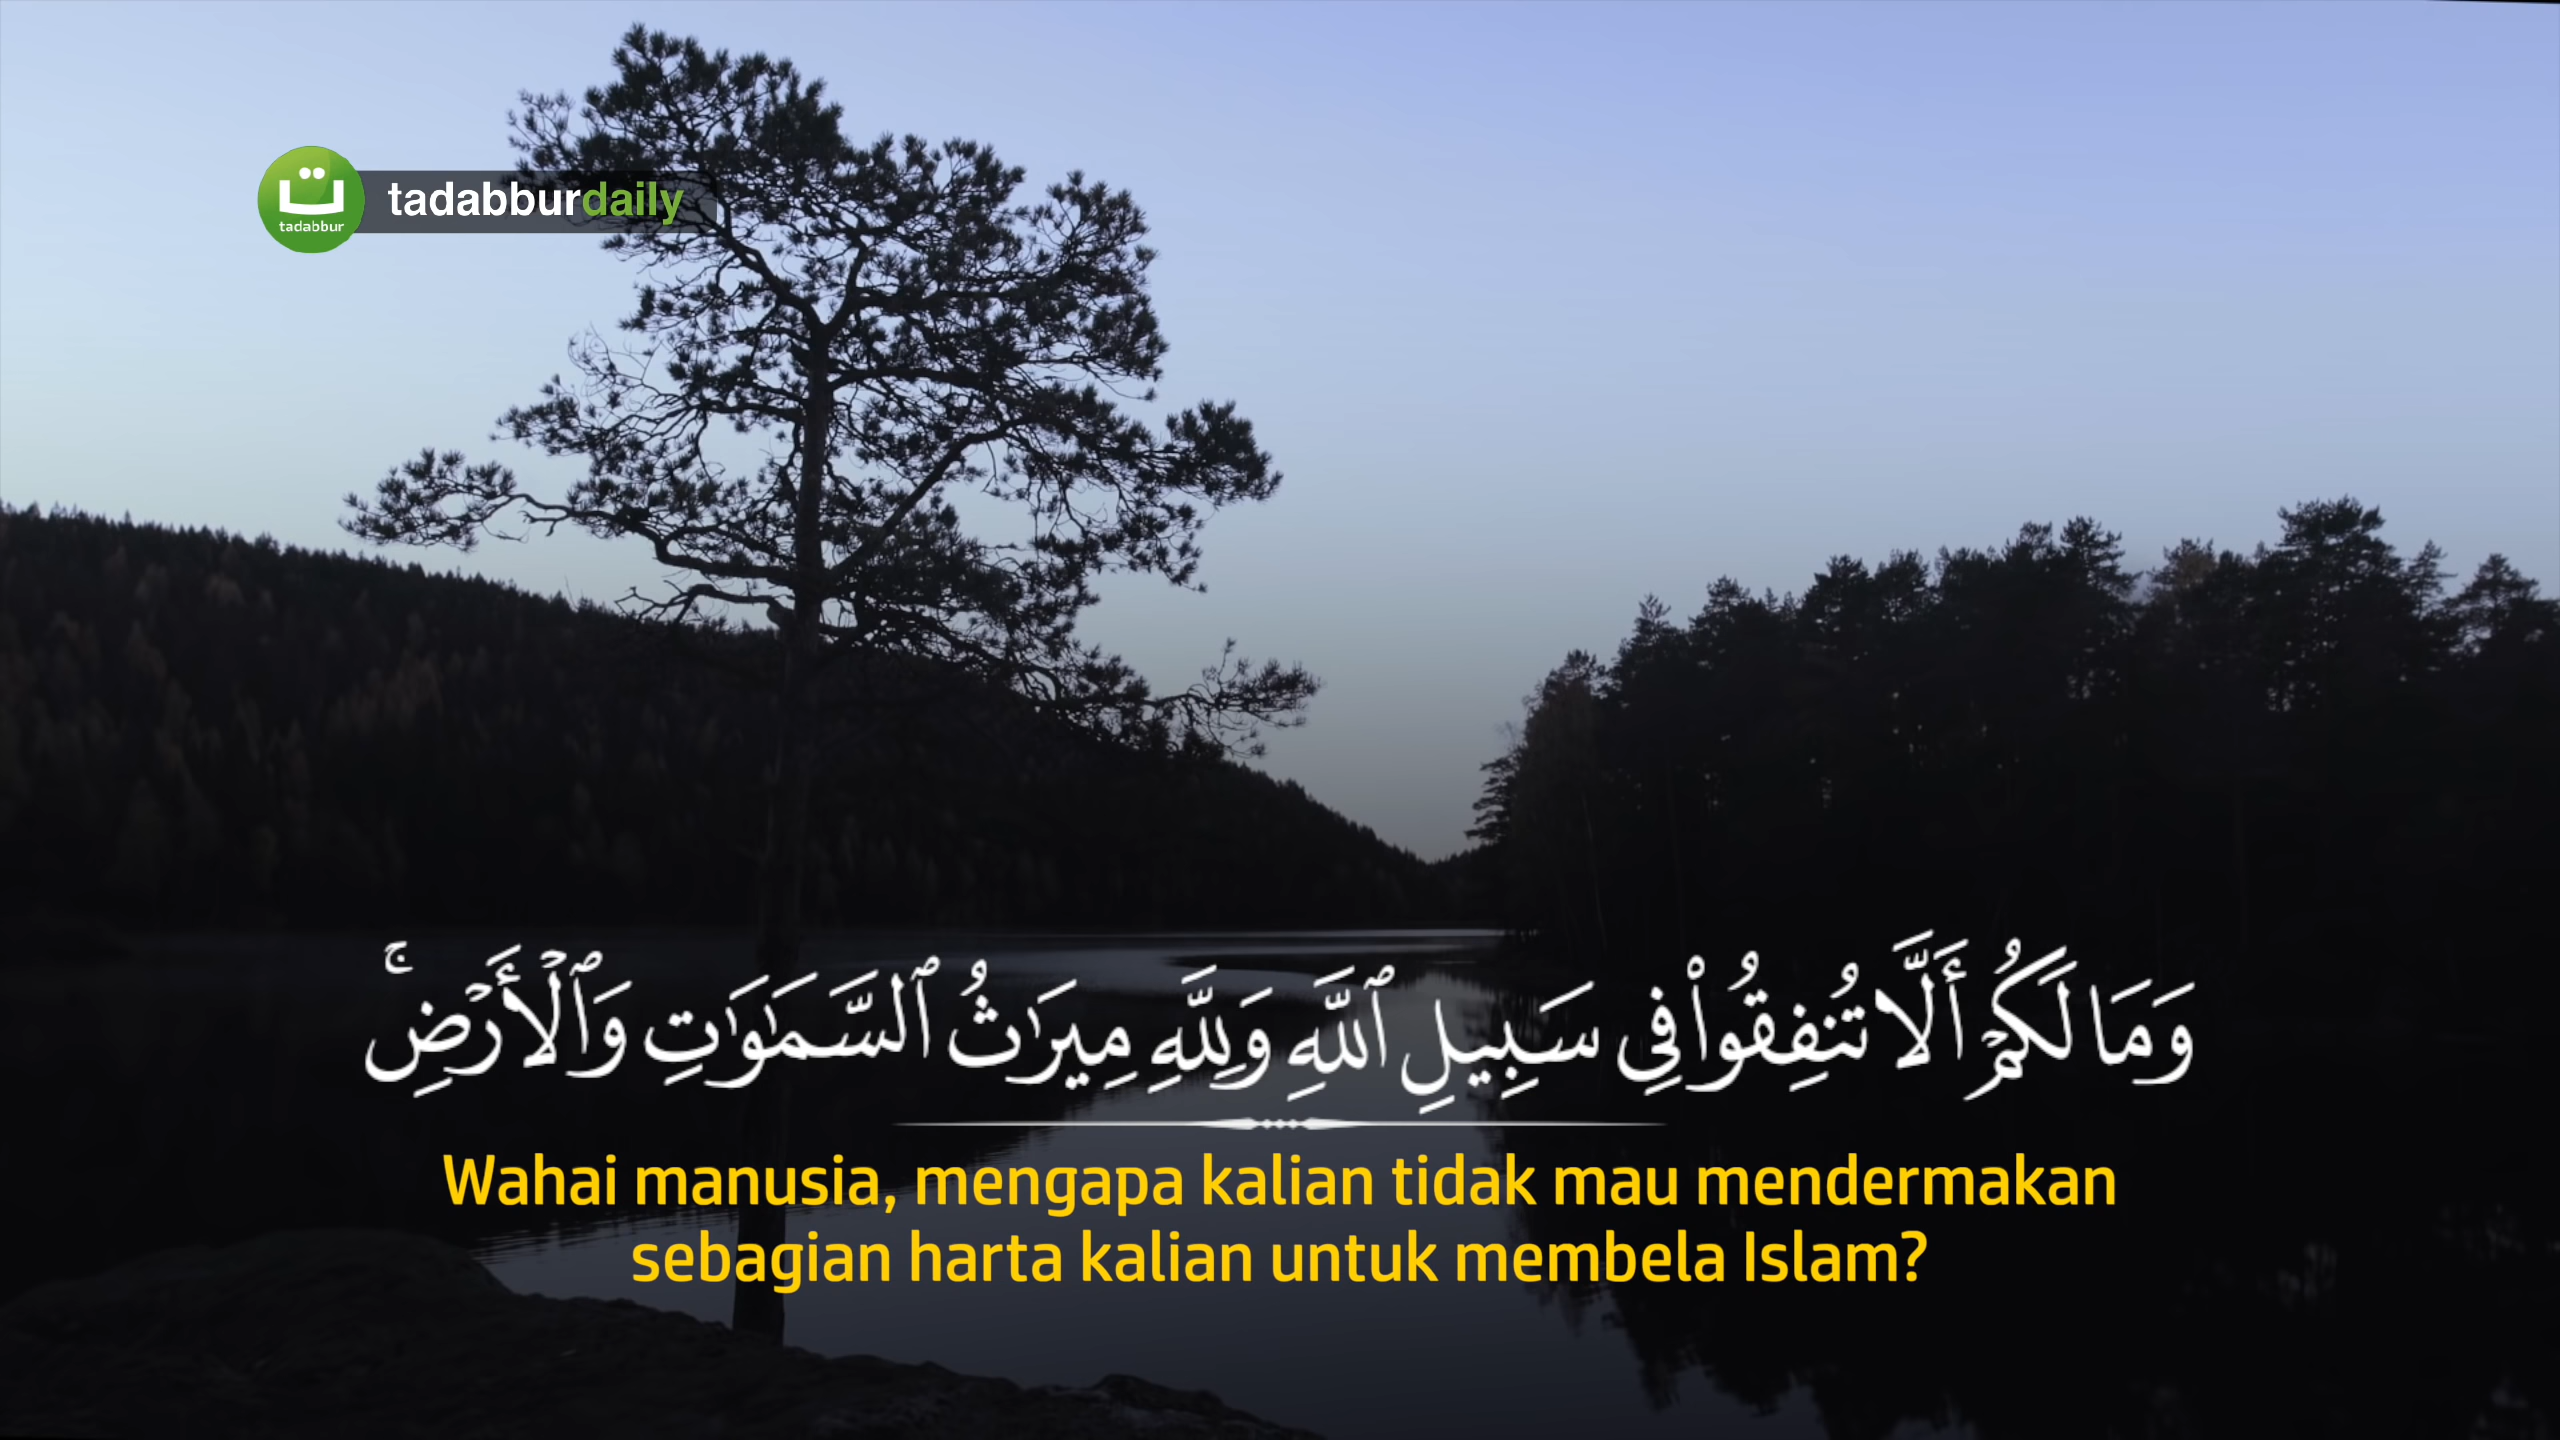 ت
tadabbur
tadabburdaily
وَمَا لَكُمْ أَلَّا تُنفِقُوا۟ فِى سَبِيلِ ٱللَّهِ وَلِلَّهِ مِيرَٰثُ ٱلسَّمَٰوَٰتِ وَٱلْأَرْضِ ۚ
Wahai manusia, mengapa kalian tidak mau mendermakan
sebagian harta kalian untuk membela Islam?